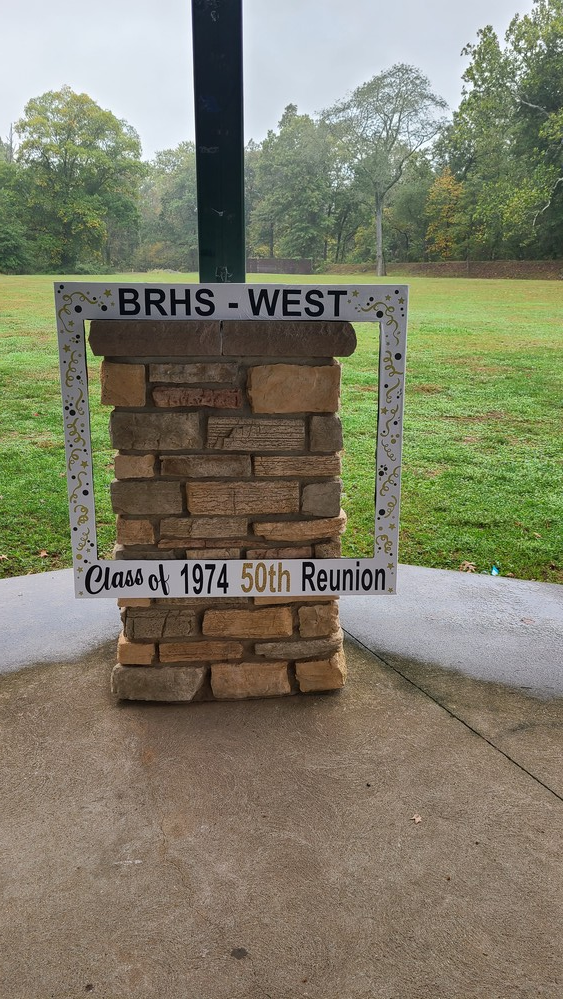 BRHS - WEST
Class of 1974 50th Reunion